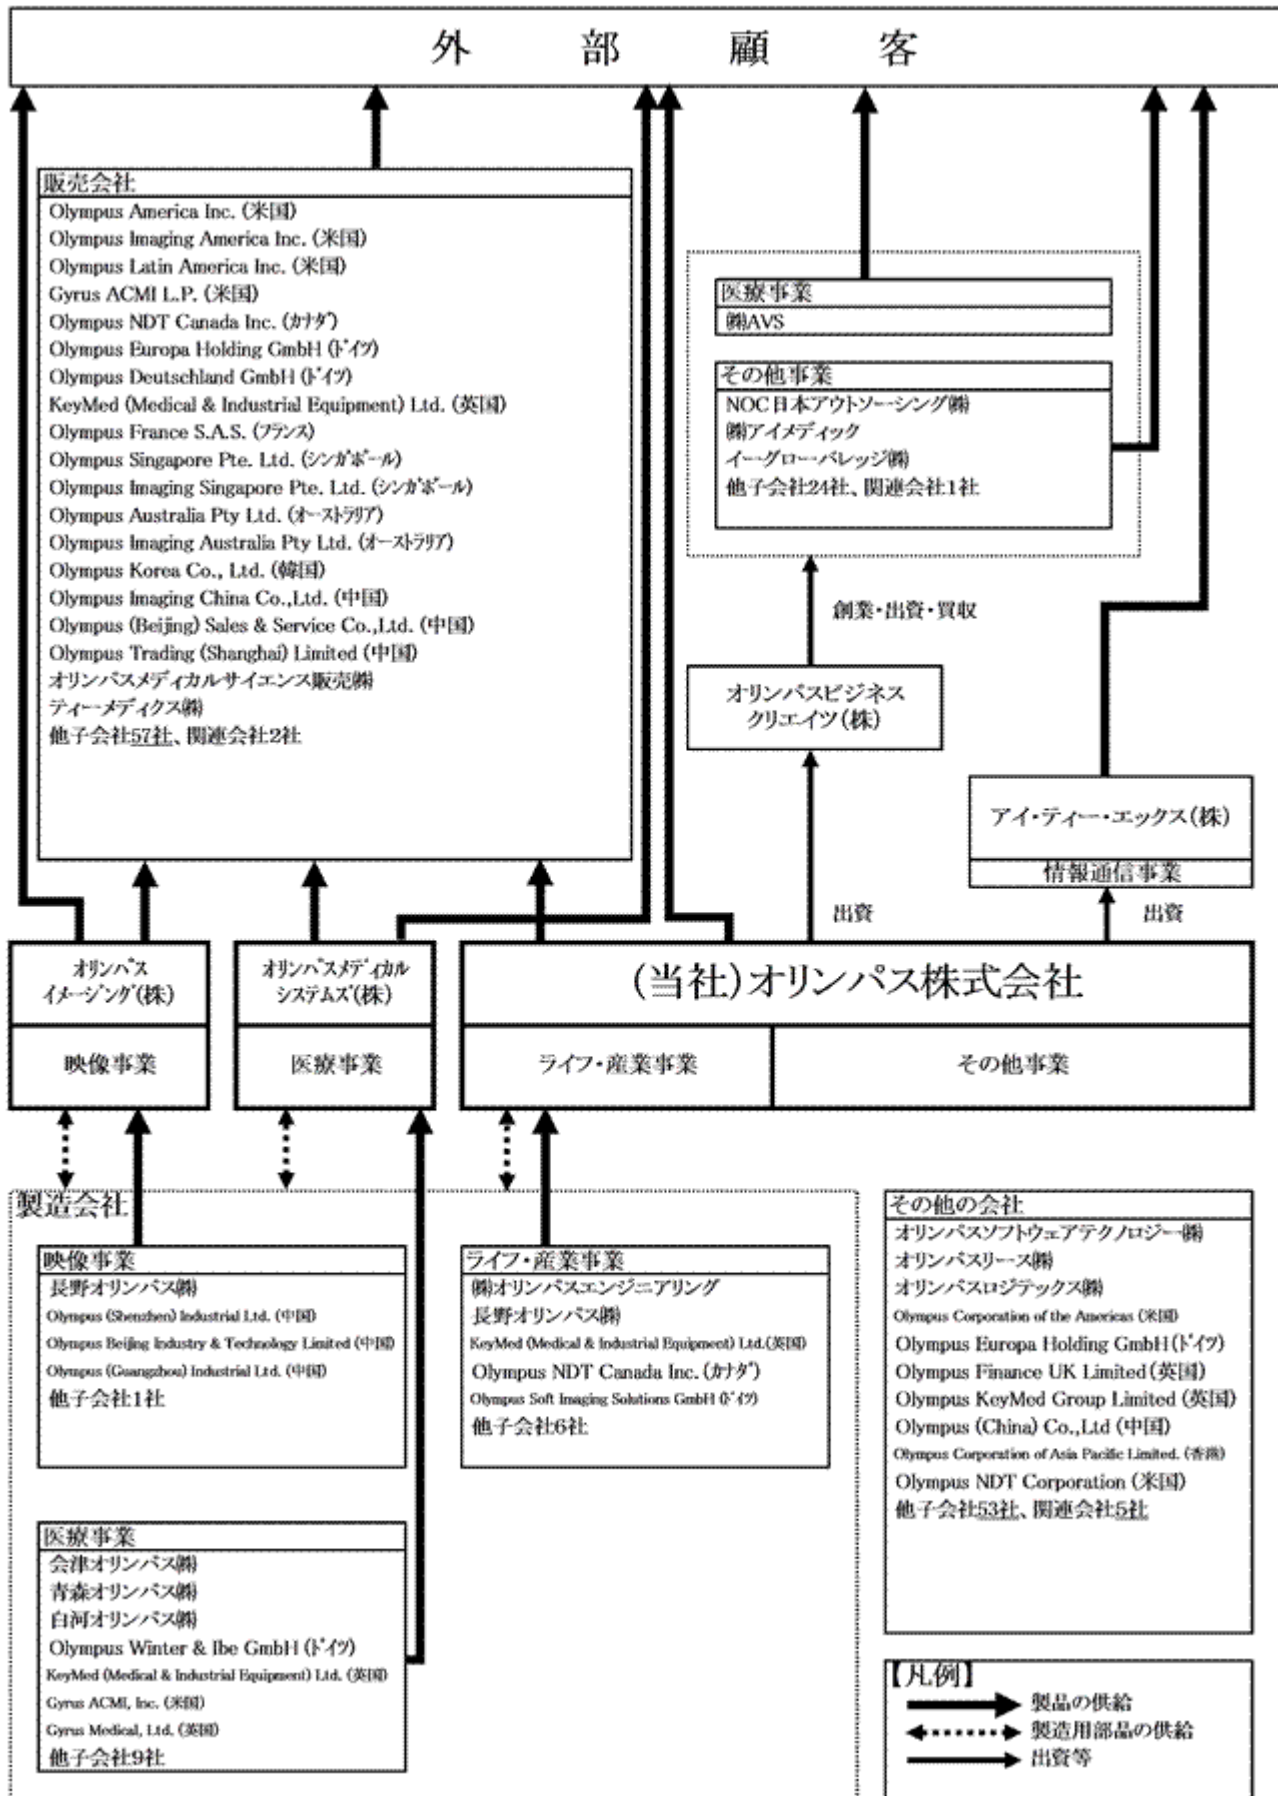 外部顧客
販売会社
Olympus America Inc. (米国)
Olympus Imaging America Inc. (米国)
Olympus Latin America Inc. (米国)
Gyrus ACMI L.P. (米国)
Olympus NDT Canada Inc. (カナダ)
Olympus Europa Holding GmbH (ドイツ)
Olympus Deutschland GmbH (ドイツ)
KeyMed (Medical & Industrial Equipment) Ltd. (英国)
Olympus France S.A.S. (フランス)
Olympus Singapore Pte. Ltd. (シンガポール)
Olympus Imaging Singapore Pte. Ltd. (シンガポール)
Olympus Australia Pty Ltd. (オーストラリア)
Olympus Imaging Australia Pty Ltd. (オーストラリア)
Olympus Korea Co., Ltd. (韓国)
Olympus Imaging China Co.,Ltd. (中国)
Olympus (Beijing) Sales & Service Co.,Ltd. (中国)
Olympus Trading (Shanghai) Limited (中国)
オリンパスメディカルサイエンス販売㈱
ティーメディクス㈱
他子会社57社、関連会社2社
医療事業
㈱AVS
その他事業
NOC日本アウトソーシング㈱
㈱アイメディック
イーグローバレッジ㈱
他子会社24社、関連会社1社
創業・出資・買収
オリンパスビジネス
クリエイツ(株)
アイ・ティー・エックス(株)
情報通信事業
出資
出資
オリンパス
イメージング(株)
映像事業
オリンパスメディカル
システムズ(株)
医療事業
(当社)オリンパス株式会社
ライフ・産業事業
その他事業
製造会社
映像事業
長野オリンパス㈱
Olympus (Shenzhen) Industrial Ltd. (中国)
Olympus Beijing Industry & Technology Limited (中国)
Olympus (Guangzhou) Industrial Ltd. (中国)
他子会社1社
ライフ・産業事業
㈱オリンパスエンジニアリング
長野オリンパス㈱
KeyMed (Medical & Industrial Equipment) Ltd.(英国)
Olympus NDT Canada Inc. (カナダ)
Olympus Soft Imaging Solutions GmbH (ドイツ)
他子会社6社
医療事業
会津オリンパス㈱
青森オリンパス㈱
白河オリンパス㈱
Olympus Winter & Ibe GmbH (ドイツ)
KeyMed (Medical & Industrial Equipment) Ltd. (英国)
Gyrus ACMI, Inc. (米国)
Gyrus Medical, Ltd. (英国)
他子会社9社
その他の会社
オリンパスソフトウェアテクノロジー㈱
オリンパスリース㈱
オリンパスロジテックス㈱
Olympus Corporation of the Americas (米国)
Olympus Europa Holding GmbH(ドイツ)
Olympus Finance UK Limited(英国)
Olympus KeyMed Group Limited (英国)
Olympus (China) Co.,Ltd (中国)
Olympus Corporation of Asia Pacific Limited. (香港)
Olympus NDT Corporation (米国)
他子会社53社、関連会社5社
【凡例】
製品の供給
製造用部品の供給
出資等